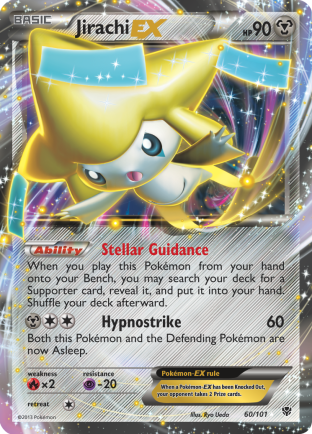 BASIC
Jirachi EX
HP 90
Ability Stellar Guidance
When you play this Pokémon from your hand
onto your Bench, you may search your deck for a
Supporter card, reveal it, and put it into your hand.
Shuffle your deck afterward.
Hypnostrike 60
Both this Pokémon and the Defending Pokémon are
now Asleep.
weakness resistance
×2 -20
retreat
Pokémon-EX rule
When a Pokémon-EX has been Knocked Out,
your opponent takes 2 Prize cards.
©2013 Pokémon
Illus. Ryo Ueda 60/101